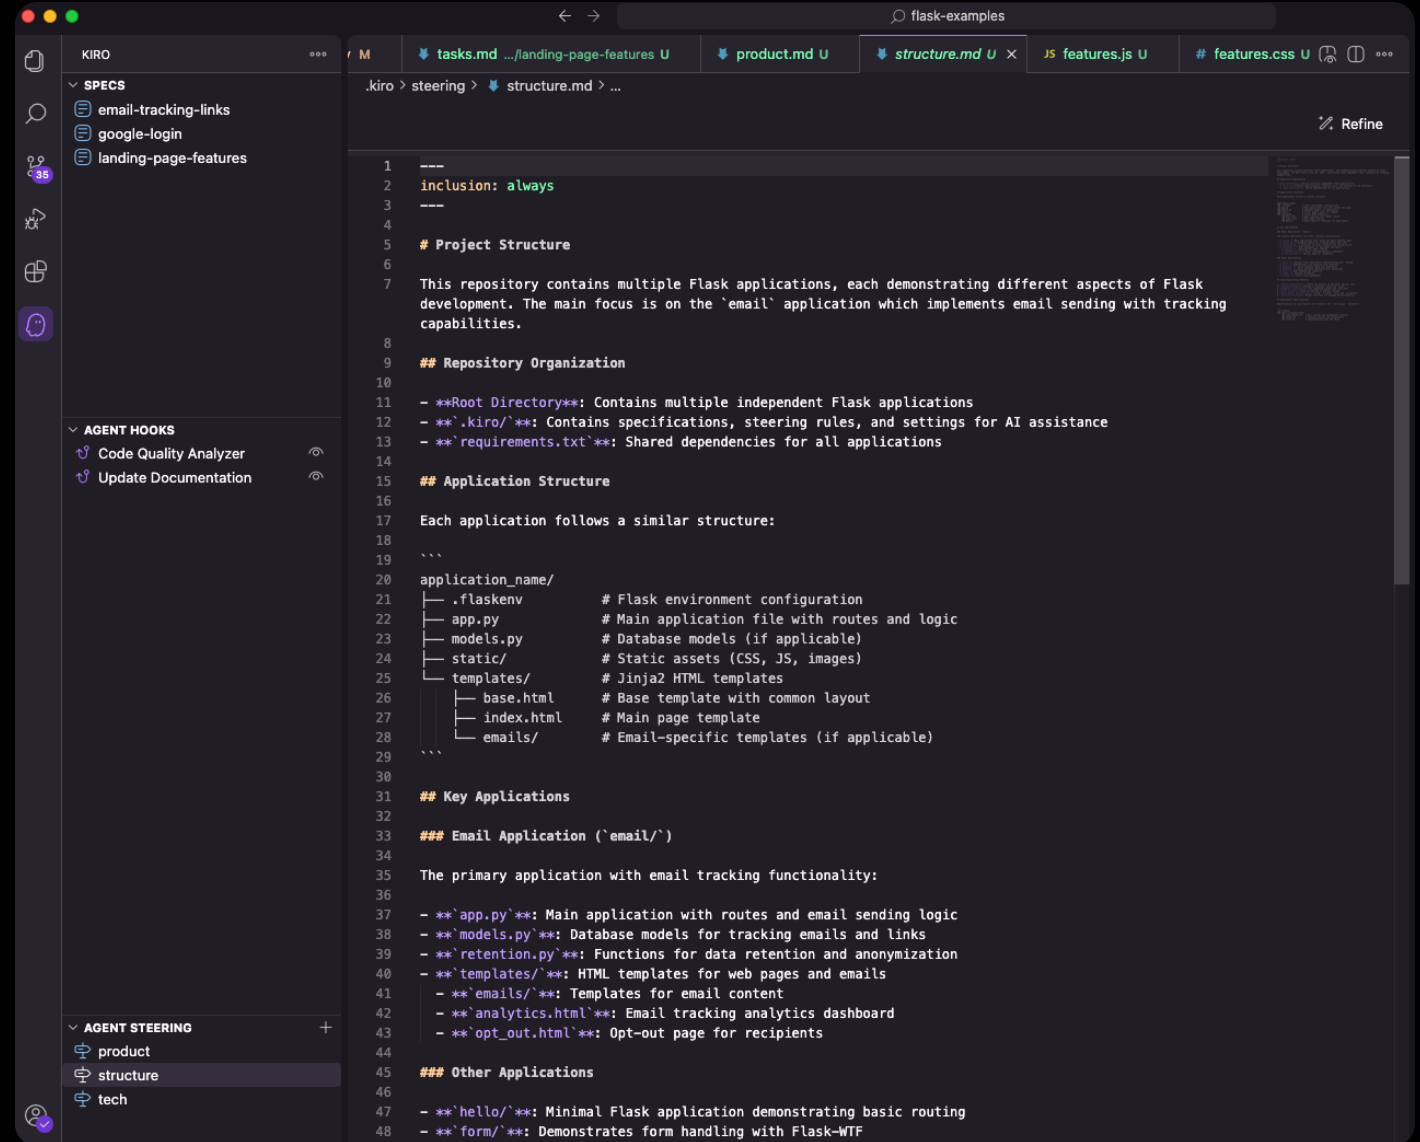 flask-examples
KIRO
SPECS
email-tracking-links
google-login
landing-page-features
35
AGENT HOOKS
Code Quality Analyzer
Update Documentation
AGENT STEERING
product
structure
tech
M
tasks.md .../landing-page-features U
product.md U
structure.md U
JS features.js U
# features.css U
.kiro > steering > structure.md > ...
Refine
1 ---
2 inclusion: always
3 ---
4
5 # Project Structure
6
7 This repository contains multiple Flask applications, each demonstrating different aspects of Flask
development. The main focus is on the `email` application which implements email sending with tracking
capabilities.
8
9 ## Repository Organization
10
11 - **Root Directory**: Contains multiple independent Flask applications
12 - **`.kiro/`**: Contains specifications, steering rules, and settings for AI assistance
13 - **`requirements.txt`**: Shared dependencies for all applications
14
15 ## Application Structure
16
17 Each application follows a similar structure:
18
19 ```
20 application_name/
21 ├── .flaskenv          # Flask environment configuration
22 ├── app.py             # Main application file with routes and logic
23 ├── models.py          # Database models (if applicable)
24 ├── static/            # Static assets (CSS, JS, images)
25 └── templates/         # Jinja2 HTML templates
26     ├── base.html      # Base template with common layout
27     ├── index.html     # Main page template
28     └── emails/        # Email-specific templates (if applicable)
29 ```
30
31 ## Key Applications
32
33 ### Email Application (`email/`)
34
35 The primary application with email tracking functionality:
36
37 - **`app.py`**: Main application with routes and email sending logic
38 - **`models.py`**: Database models for tracking emails and links
39 - **`retention.py`**: Functions for data retention and anonymization
40 - **`templates/`**: HTML templates for web pages and emails
41   - **`emails/`**: Templates for email content
42   - **`analytics.html`**: Email tracking analytics dashboard
43   - **`opt_out.html`**: Opt-out page for recipients
44
45 ### Other Applications
46
47 - **`hello/`**: Minimal Flask application demonstrating basic routing
48 - **`form/`**: Demonstrates form handling with Flask-WTF